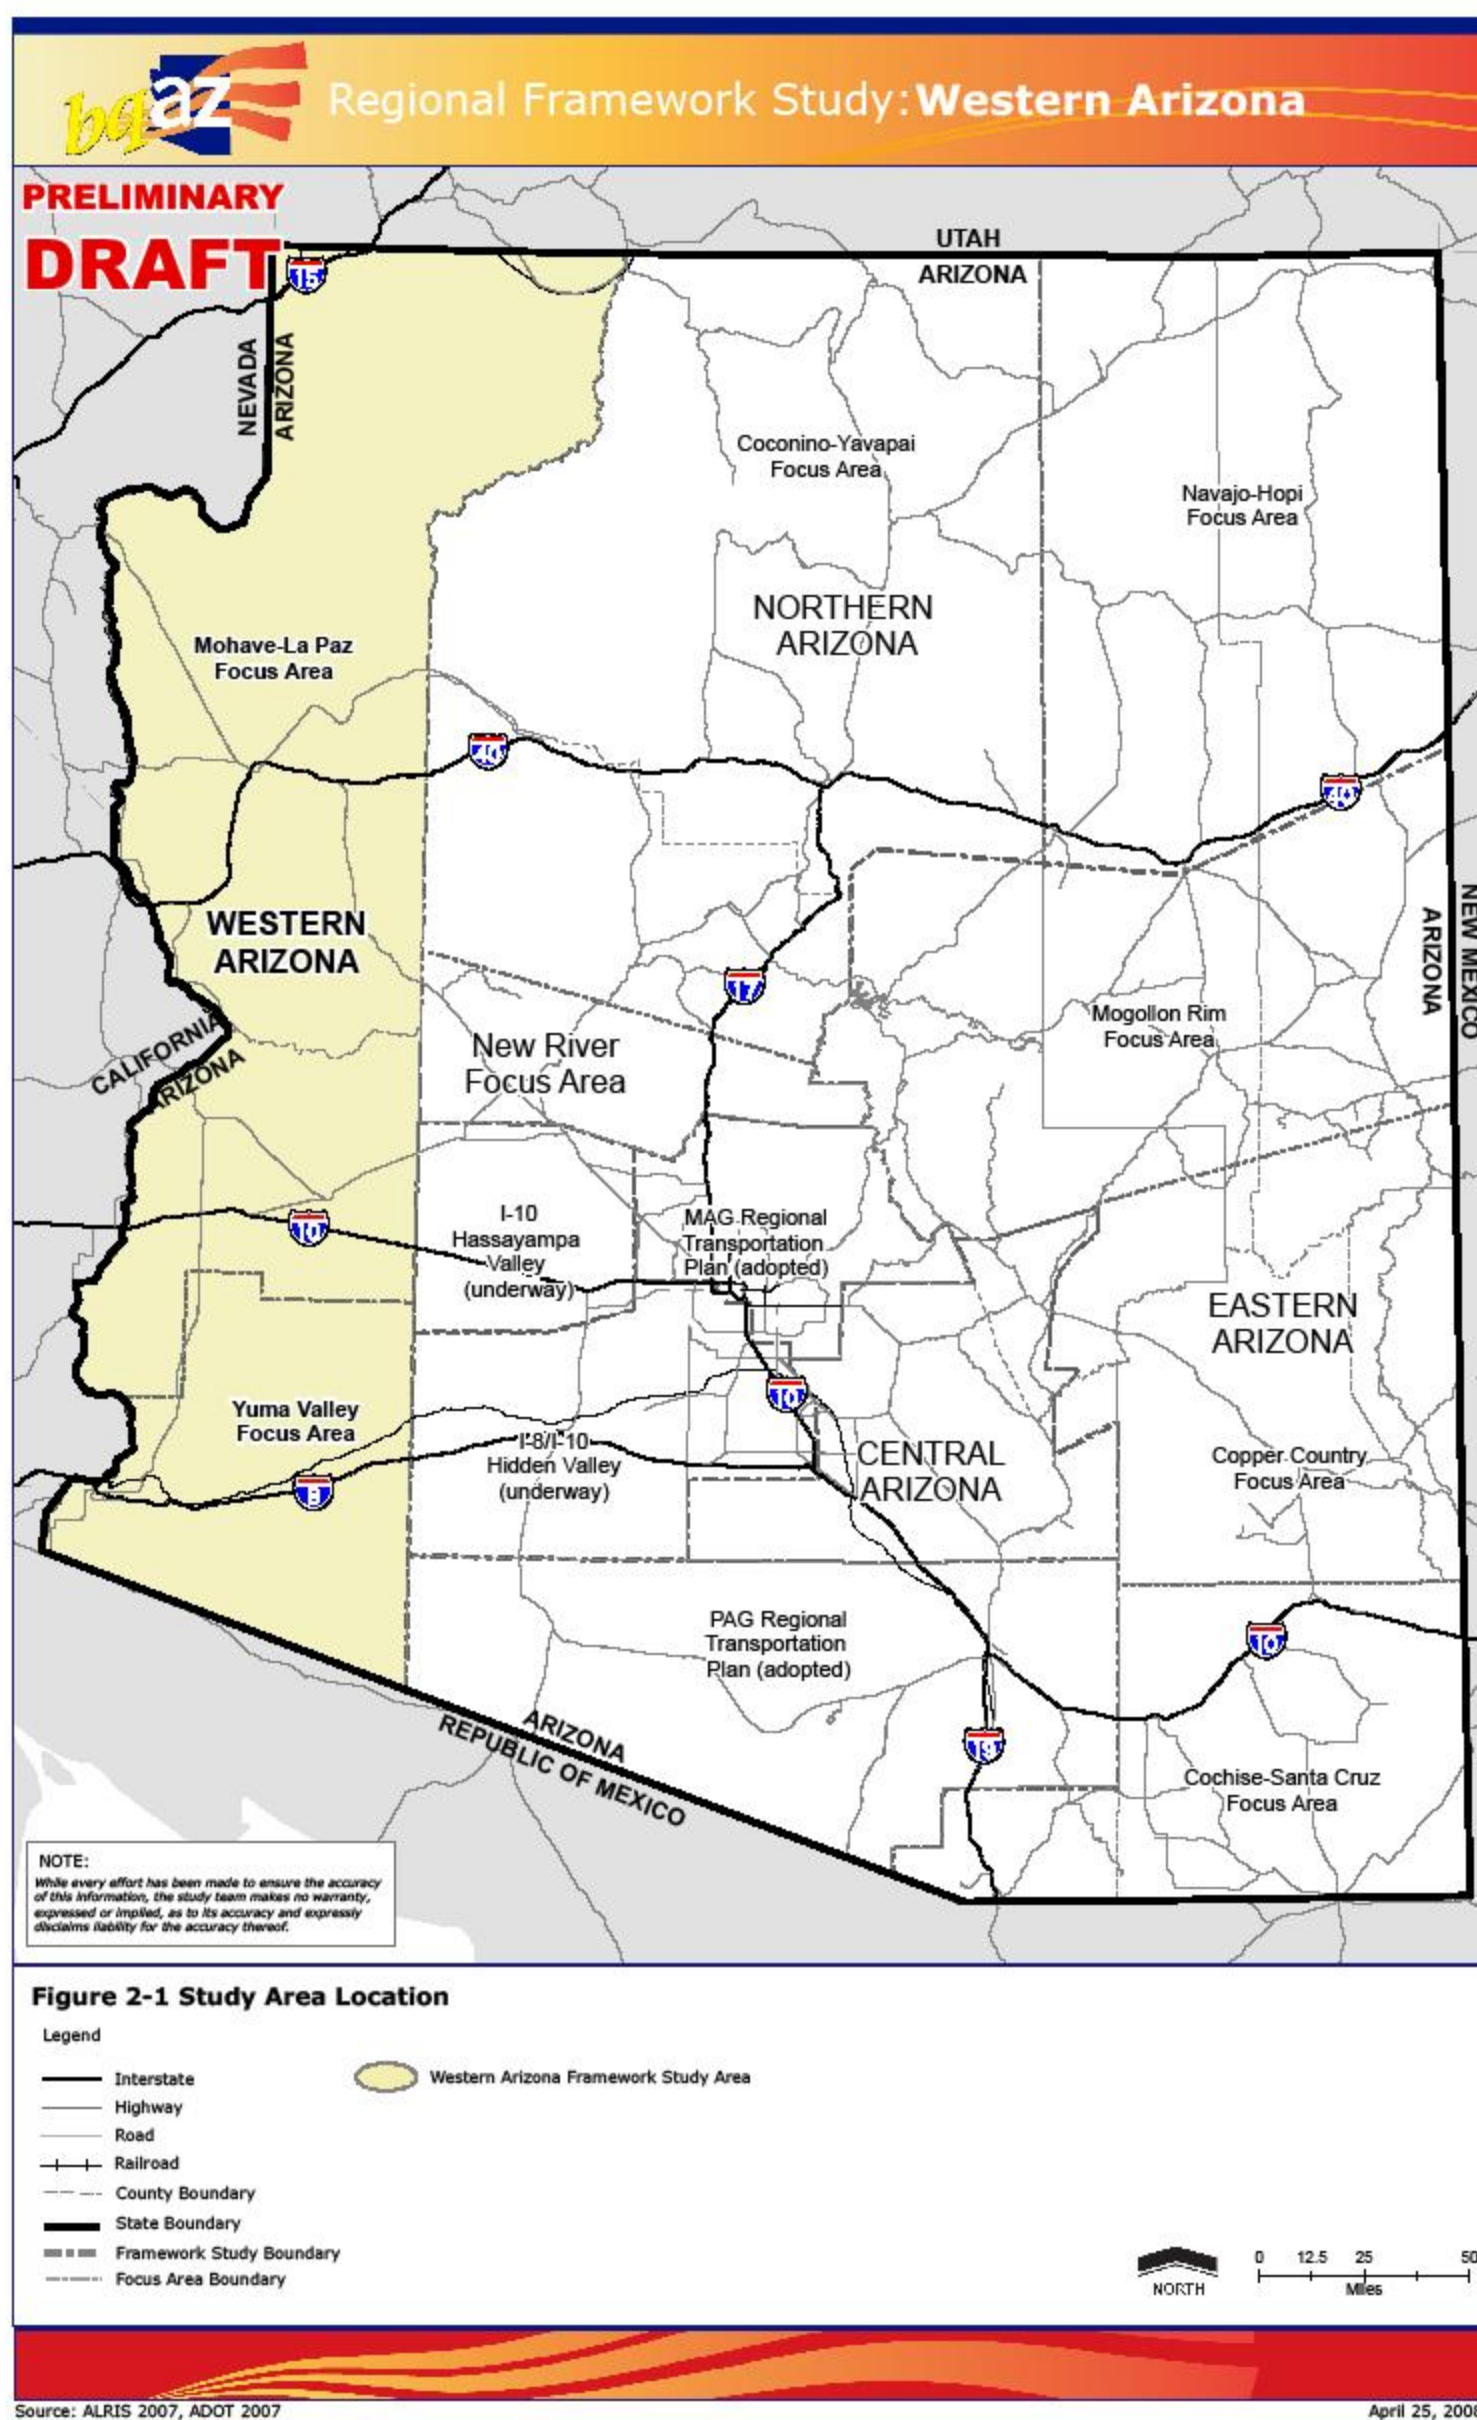 bqaz
Regional Framework Study: Western Arizona
PRELIMINARY
DRAFT
UTAH
ARIZONA
15
NEVADA
ARIZONA
Coconino-Yavapai
Focus Area
Navajo-Hopi
Focus Area
NORTHERN
ARIZONA
Mohave-La Paz
Focus Area
40
40
WESTERN
ARIZONA
ARIZONA
NEW MEXICO
17
Mogollon Rim
Focus Area
CALIFORNIA
ARIZONA
New River
Focus Area
I-10
Hassayampa
Valley
(underway)
MAG Regional
Transportation
Plan (adopted)
10
EASTERN
ARIZONA
10
Yuma Valley
Focus Area
I-8/I-10
Hidden Valley
(underway)
CENTRAL
ARIZONA
Copper Country
Focus Area
8
PAG Regional
Transportation
Plan (adopted)
10
ARIZONA
REPUBLIC OF MEXICO
19
Cochise-Santa Cruz
Focus Area
NOTE:
While every effort has been made to ensure the accuracy
of this information, the study team makes no warranty,
expressed or implied, as to its accuracy and expressly
disclaims liability for the accuracy thereof.
Figure 2-1 Study Area Location
Legend
Interstate
Highway
Road
Railroad
County Boundary
State Boundary
Framework Study Boundary
Focus Area Boundary
Western Arizona Framework Study Area
NORTH
0 12.5 25 50
Miles
Source: ALRIS 2007, ADOT 2007
April 25, 2008